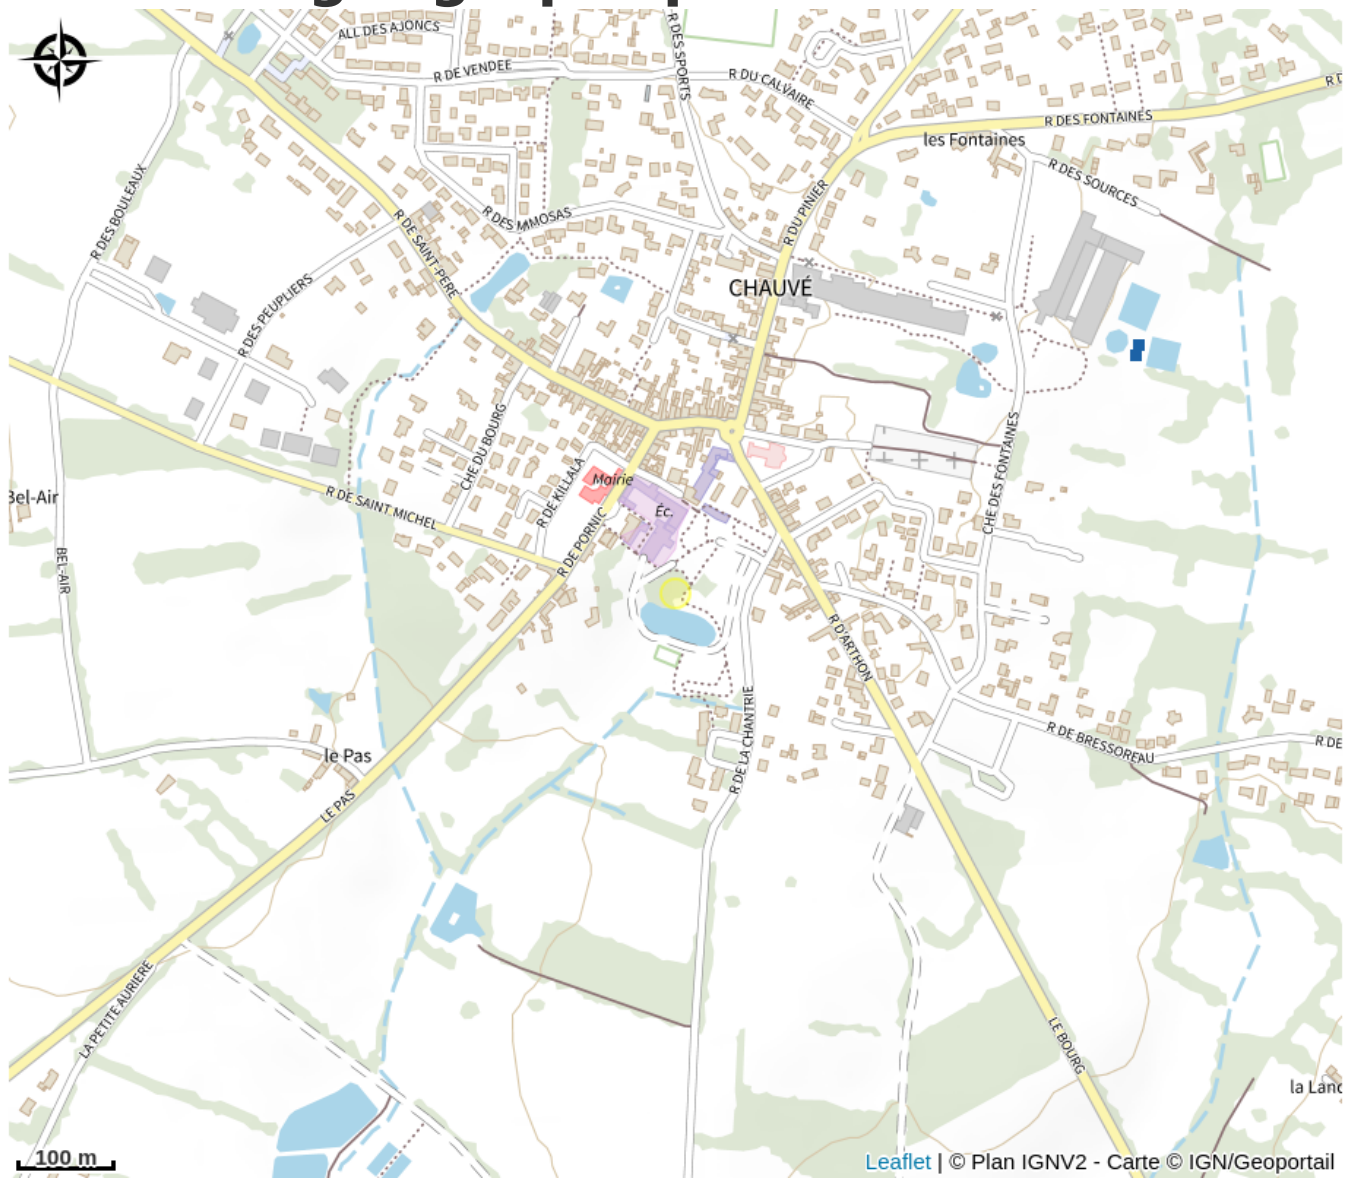 ALL DES AJONCS
R DE VENDEE
R DES SPORTS
R DU CALVAIRE
R DES FONTAINES
les Fontaines
R DES SOURCES
R DES BOULEAUX
R DE SAINT-PERE
R DES MIMOSAS
R DU PINIER
CHAUVÉ
R DES PEUPLIERS
CHE DU BOURG
R DE KILLALA
Mairie
Éc.
CHE DES FONTAINES
Bel-Air
R DE SAINT MICHEL
R DE PORNIC
BEL-AIR
R D'ARTHON
R DE LA CHANTRIE
R DE BRESSOREAU
R DE
le Pas
LE PAS
LA PETITE AURIERE
LE BOURG
la Land
100 m
Leaflet | © Plan IGNV2 - Carte © IGN/Geoportail